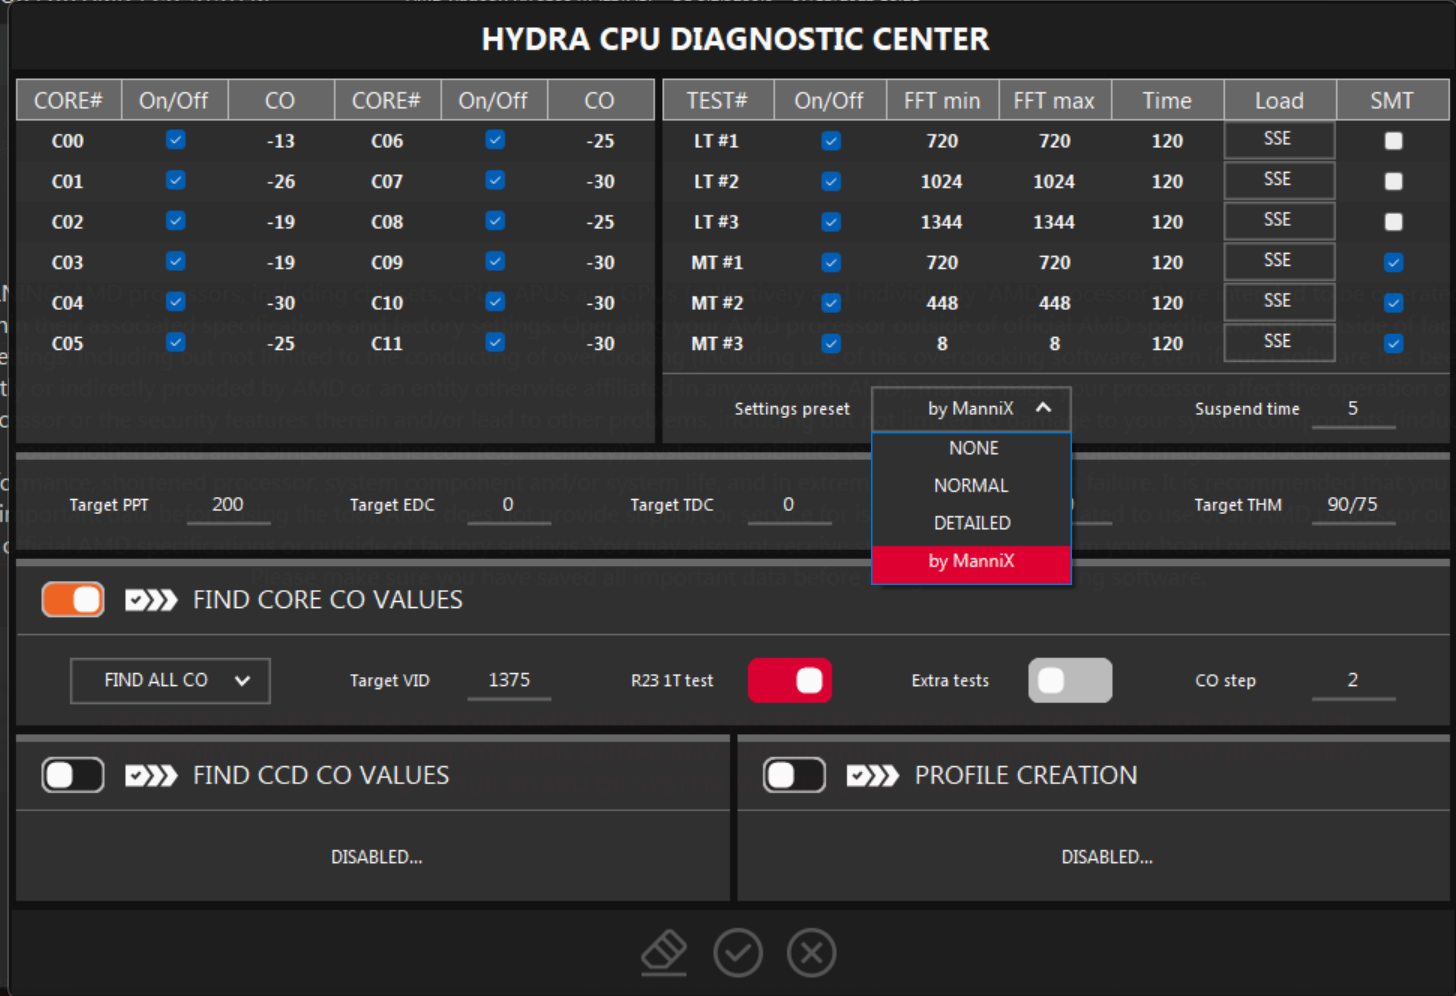 HYDRA CPU DIAGNOSTIC CENTER
CORE# On/Off CO CORE# On/Off CO
C00 -13 C06 -25
C01 -26 C07 -30
C02 -19 C08 -25
C03 -19 C09 -30
C04 -30 C10 -30
C05 -25 C11 -30
TEST# On/Off FFT min FFT max Time Load SMT
LT #1 720 720 120 SSE
LT #2 1024 1024 120 SSE
LT #3 1344 1344 120 SSE
MT #1 720 720 120 SSE
MT #2 448 448 120 SSE
MT #3 8 8 120 SSE
Settings preset by ManniX Suspend time 5
NONE
NORMAL
DETAILED
by ManniX
Target PPT 200 Target EDC 0 Target TDC 0 Target THM 90/75
FIND CORE CO VALUES
FIND ALL CO Target VID 1375 R23 1T test Extra tests CO step 2
FIND CCD CO VALUES
DISABLED...
PROFILE CREATION
DISABLED...